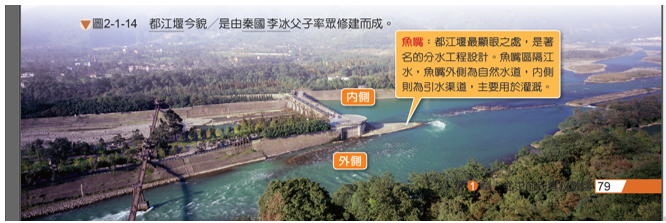 ▼圖2-1-14 都江堰今貌╱是由秦國李冰父子率眾修建而成。
魚嘴：都江堰最顯眼之處，是著
名的分水工程設計。魚嘴區隔江
水，魚嘴外側為自然水道，內側
則為引水渠道，主要用於灌溉。
內側
外側
1
79